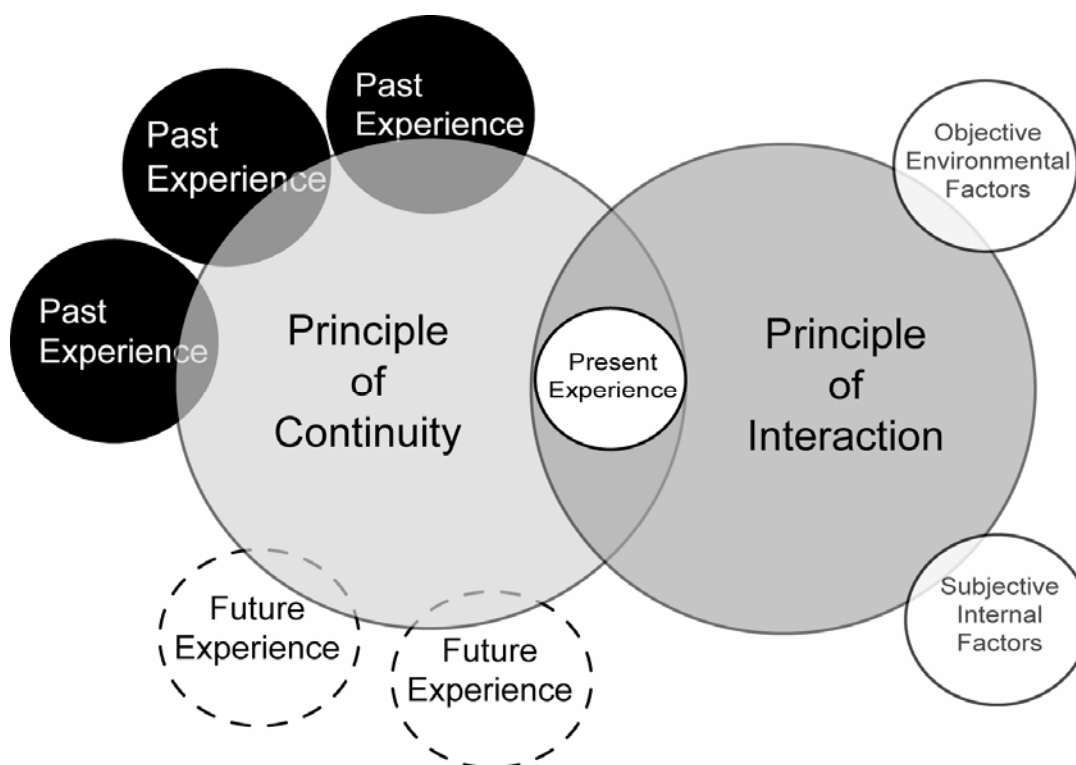 Past
Experience
Past
Experience
Past
Experience
Objective
Environmental
Factors
Principle
of
Continuity
Present
Experience
Principle
of
Interaction
Future
Experience
Future
Experience
Subjective
Internal
Factors